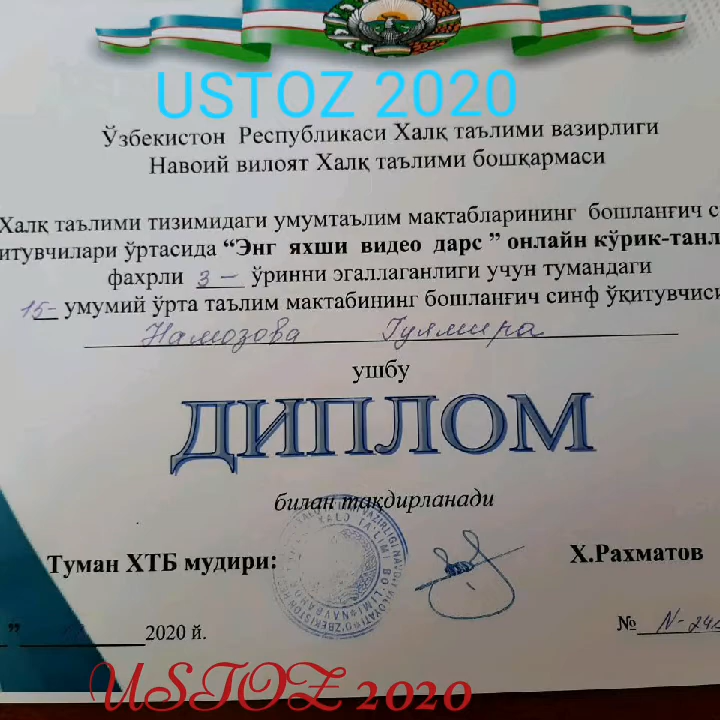 USTOZ 2020
Ўзбекистон Республикаси Халқ таълими вазирлиги
Навоий вилоят Халқ таълими бошқармаси
Халқ таълими тизимидаги умумтаълим мактабларининг бошланғич с
итувчилари ўртасида “Энг яхши видео дарс ” онлайн кўрик-танл
фахрли 3 – ўринни эгаллаганлиги учун тумандаги
15- умумий ўрта таълим мактабининг бошланғич синф ўқитувчиси
Намозова Гулмира
ушбу
ДИПЛОМ
билан тақдирланади
Туман ХТБ мудири:
Х.Рахматов
” 2020 й.
№ N-24
USTOZ 2020